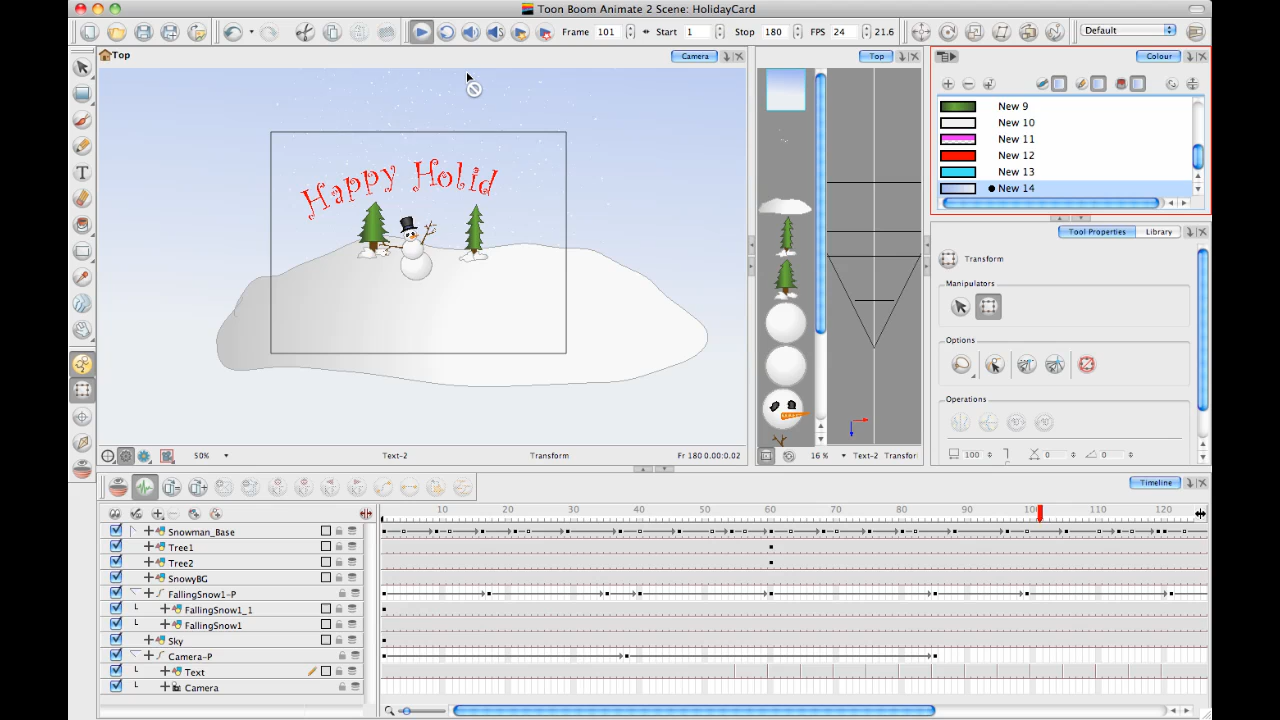 Toon Boom Animate 2 Scene: HolidayCard
Frame 101 Start 1 Stop 180 FPS 24 21.6 Default
Top Camera Top Colour
New 9
New 10
New 11
New 12
New 13
New 14
Happy Holid
Tool Properties Library
Transform
Manipulators
Options
Operations
100 0 0
50% Text-2 Transform Fr 180 0.00:0.02 16 % Text-2 Transfor
Timeline
10 20 30 40 50 60 70 80 90 100 110 120
Snowman_Base
Tree1
Tree2
SnowyBG
FallingSnow1-P
FallingSnow1_1
FallingSnow1
Sky
Camera-P
Text
Camera